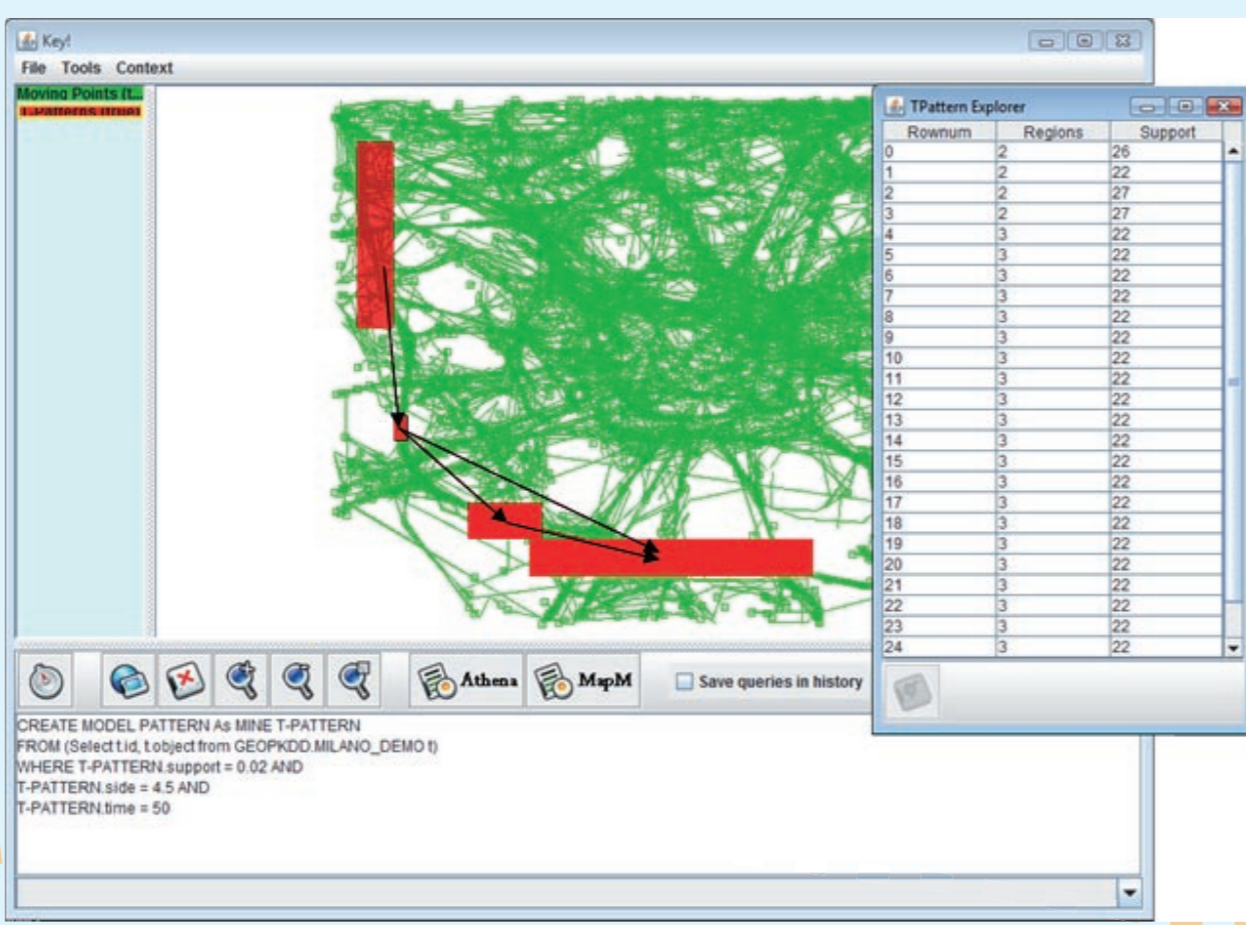 Key!
File Tools Context
Moving Points (t...
T-Patterns (true)
TPattern Explorer
Rownum Regions Support
0 2 26
1 2 22
2 2 27
3 2 27
4 3 22
5 3 22
6 3 22
7 3 22
8 3 22
9 3 22
10 3 22
11 3 22
12 3 22
13 3 22
14 3 22
15 3 22
16 3 22
17 3 22
18 3 22
19 3 22
20 3 22
21 3 22
22 3 22
23 3 22
24 3 22
Athena MapM Save queries in history
CREATE MODEL PATTERN As MINE T-PATTERN
FROM (Select t.id, t.object from GEOPKDD.MILANO_DEMO t)
WHERE T-PATTERN.support = 0.02 AND
T-PATTERN.side = 4.5 AND
T-PATTERN.time = 50